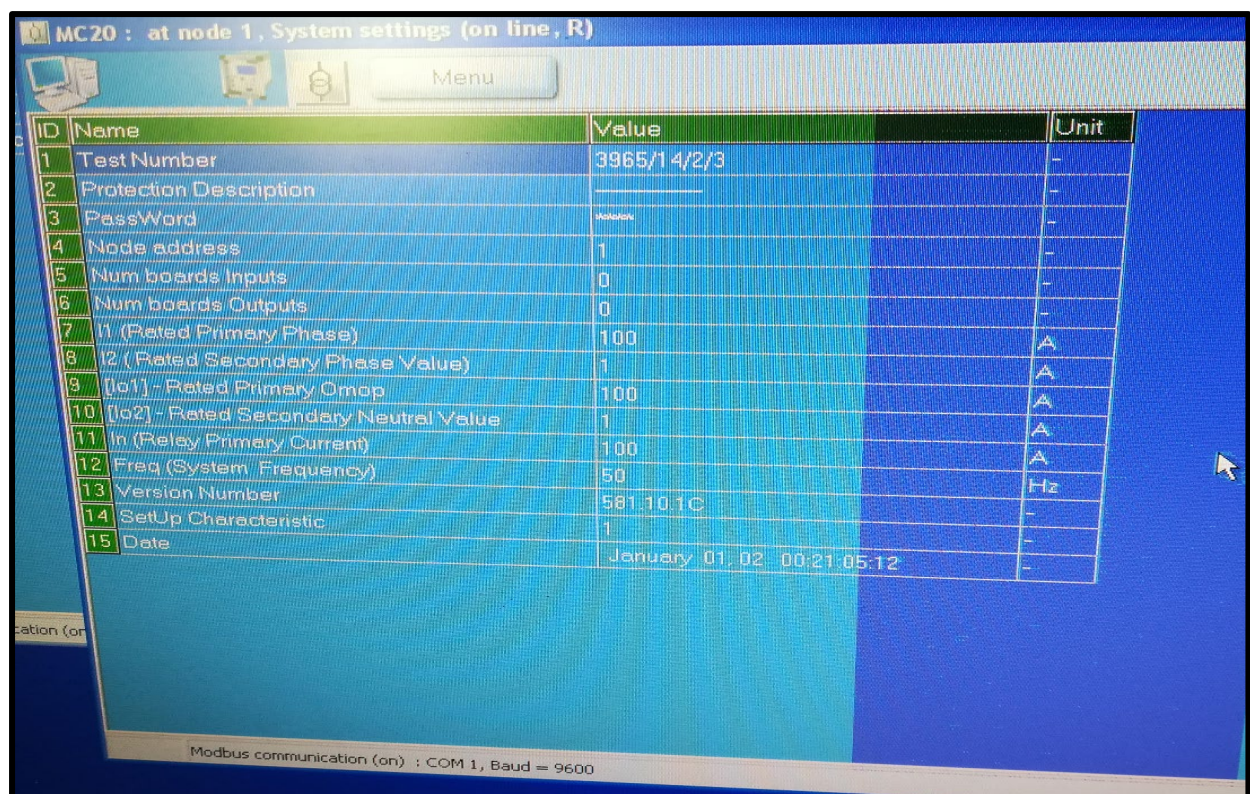 MC20 : at node 1, System settings (on line, R)
Menu
ID Name Value Unit
1 Test Number 3965/14/2/3 -
2 Protection Description ---------------- -
3 PassWord -
4 Node address 1 -
5 Num boards Inputs 0 -
6 Num boards Outputs 0 -
7 I1 (Rated Primary Phase) 100 A
8 I2 ( Rated Secondary Phase Value) 1 A
9 [Io1] - Rated Primary Omop 100 A
10 [Io2] - Rated Secondary Neutral Value 1 A
11 In (Relay Primary Current) 100 A
12 Freq (System Frequency) 50 Hz
13 Version Number 581.10.1C -
14 SetUp Characteristic 1 -
15 Date January 01, 02 00:21:05:12 -
cation (on
Modbus communication (on) : COM 1, Baud = 9600